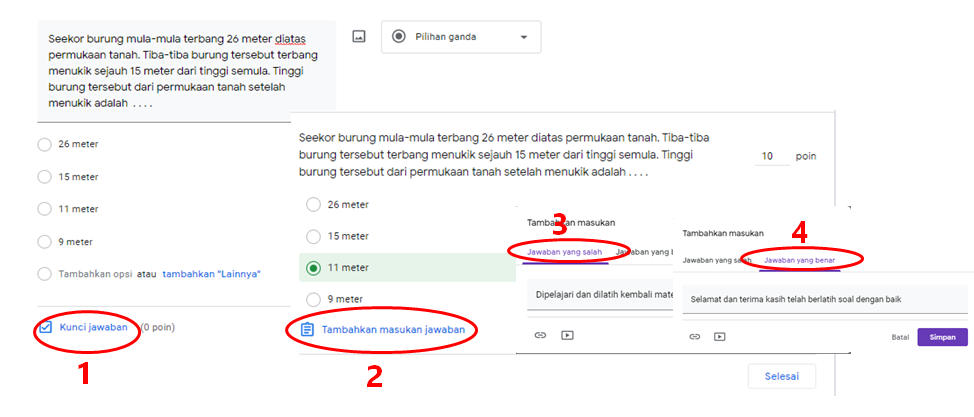 Seekor burung mula-mula terbang 26 meter diatas
permukaan tanah. Tiba-tiba burung tersebut terbang
menukik sejauh 15 meter dari tinggi semula. Tinggi
burung tersebut dari permukaan tanah setelah
menukik adalah . . . .
Pilihan ganda
26 meter
15 meter
11 meter
9 meter
Tambahkan opsi atau tambahkan "Lainnya"
Kunci jawaban (0 poin)
1
Seekor burung mula-mula terbang 26 meter diatas permukaan tanah. Tiba-tiba
burung tersebut terbang menukik sejauh 15 meter dari tinggi semula. Tinggi
burung tersebut dari permukaan tanah setelah menukik adalah . . . .
10 poin
26 meter
15 meter
11 meter
9 meter
Tambahkan masukan jawaban
2
Selesai
Tambahkan masukan
3
Jawaban yang salah Jawaban yang b
Dipelajari dan dilatih kembali mate
Tambahkan masukan
4
Jawaban yang salah Jawaban yang benar
Selamat dan terima kasih telah berlatih soal dengan baik
Batal Simpan